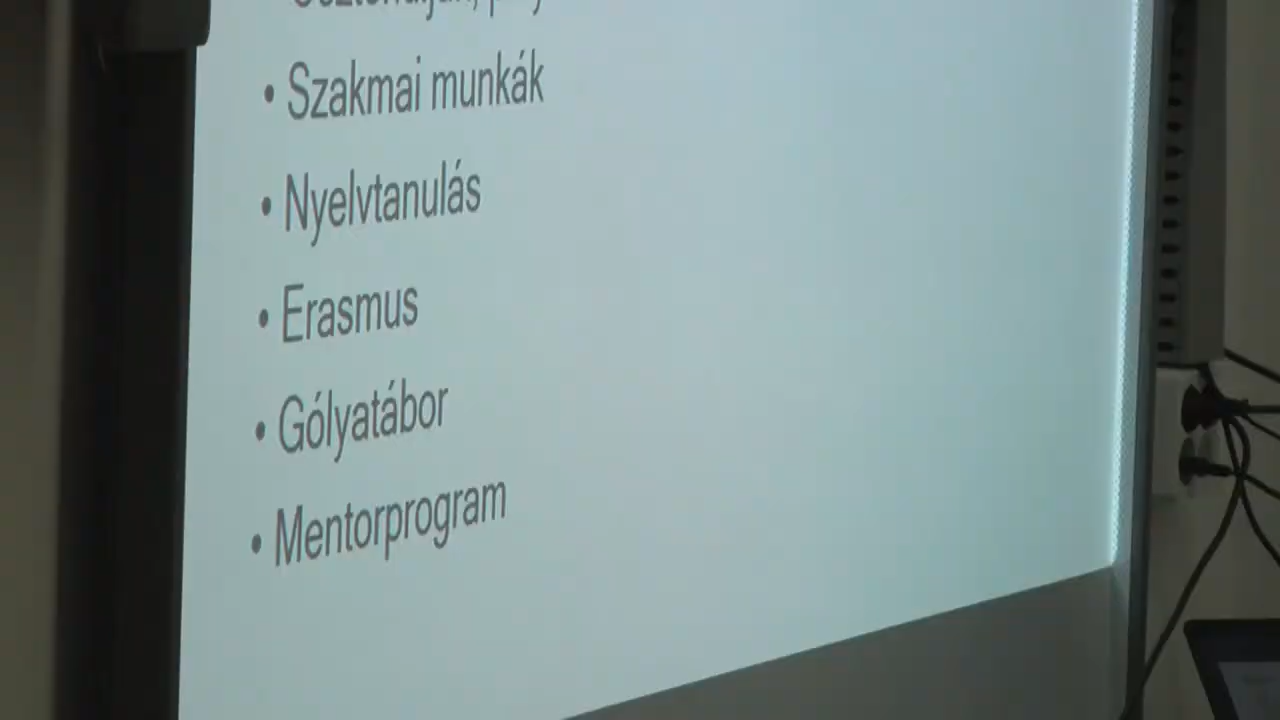 • Szakmai munkák
• Nyelvtanulás
• Erasmus
• Gólyatábor
• Mentorprogram